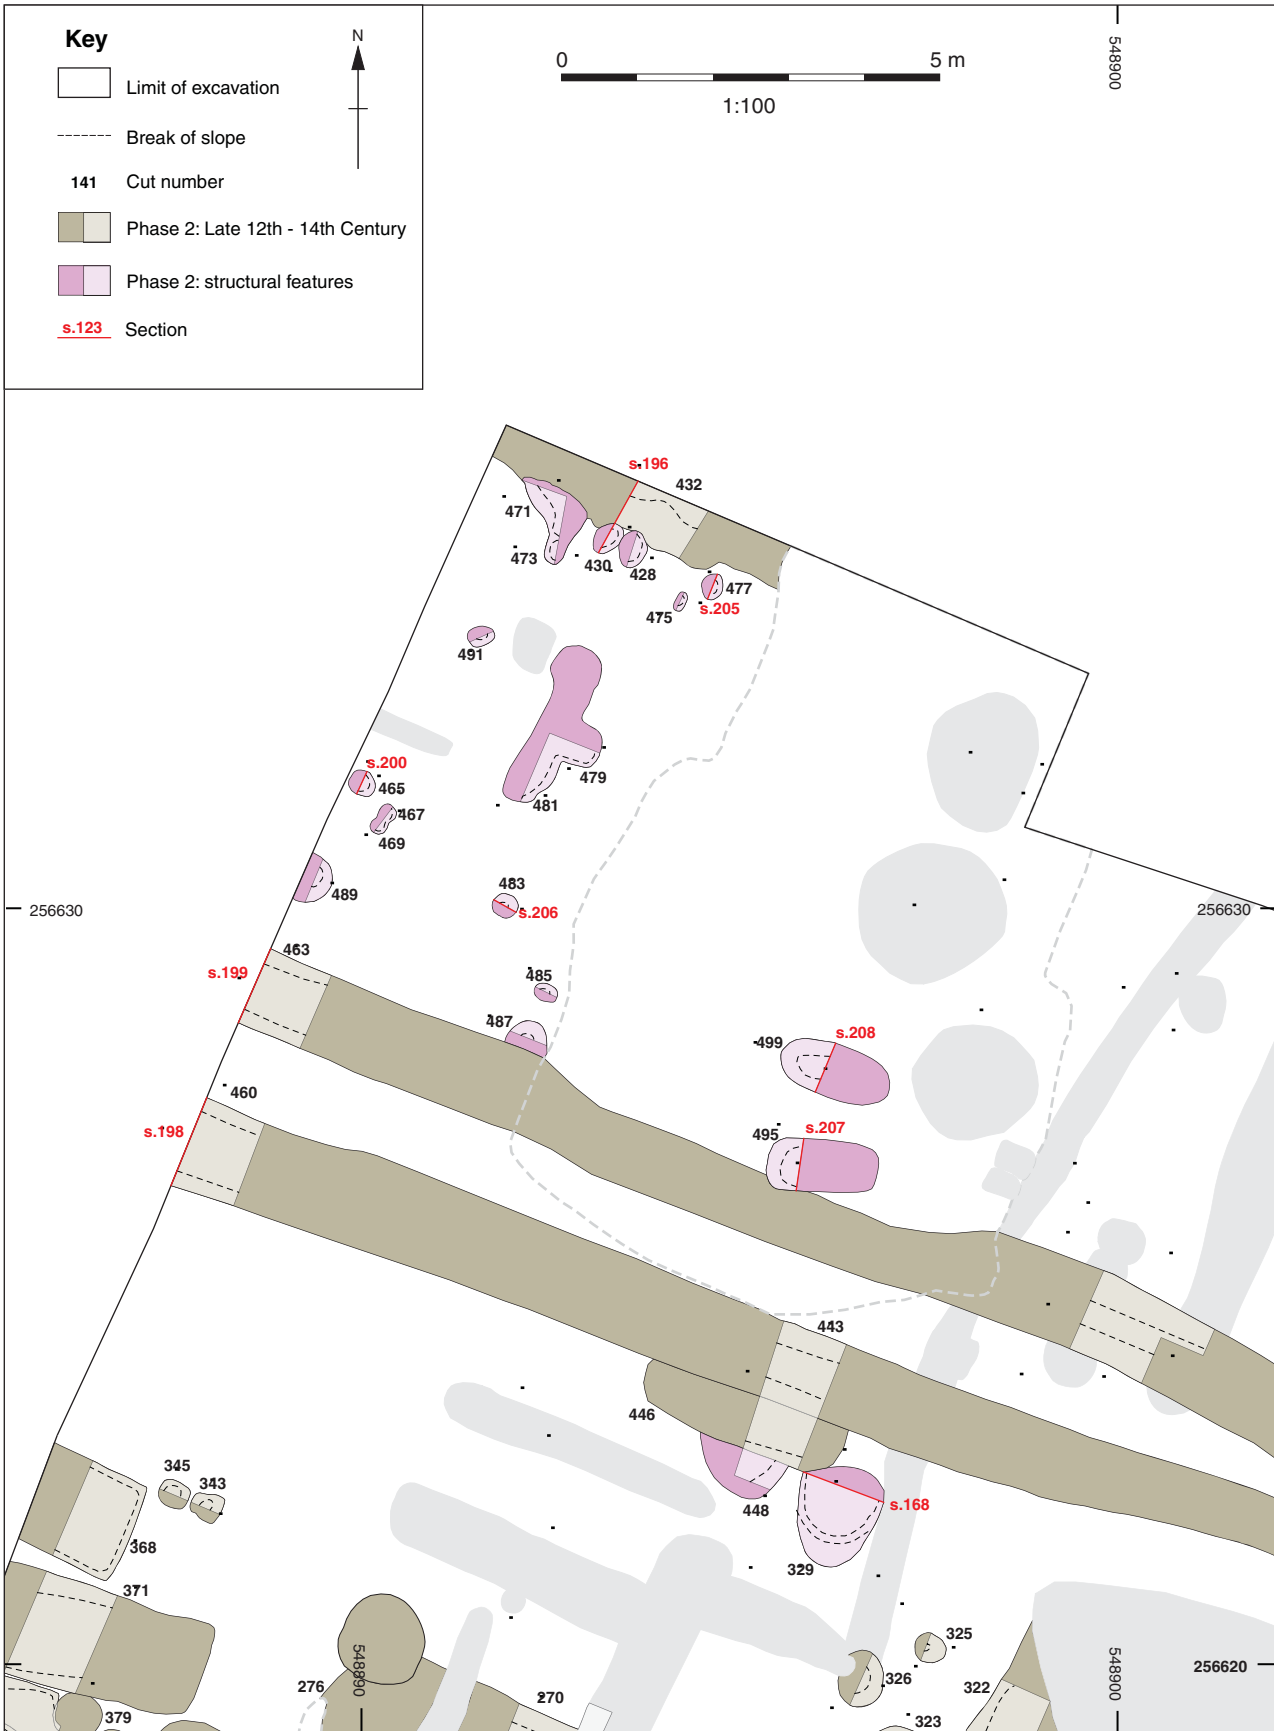 Key
N
Limit of excavation
Break of slope
141 Cut number
Phase 2: Late 12th - 14th Century
Phase 2: structural features
s.123 Section
0 5 m
1:100
548900
s.196
432
471
473
430
428
477
475
s.205
491
s.200
465
467
469
479
481
489
483
s.206
256630
256630
463
s.199
485
487
499
s.208
460
s.198
495
s.207
443
446
448
s.168
329
345
343
368
371
325
326
322
323
256620
276
548890
270
548900
379